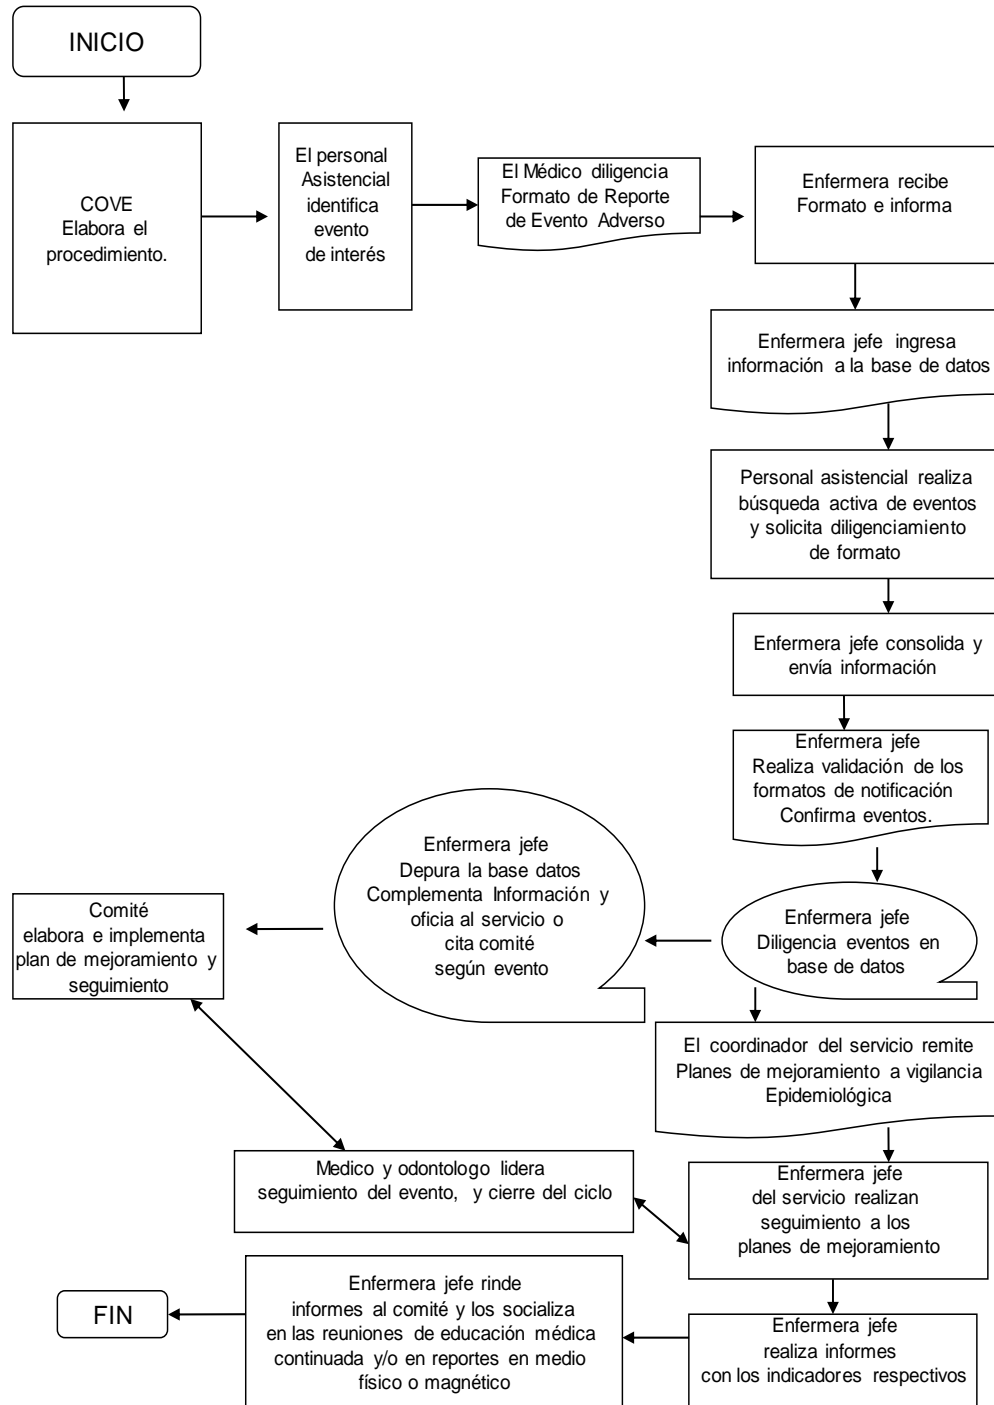 INICIO
COVE
Elabora el
procedimiento.
El personal
Asistencial
identifica
evento
de interés
El Médico diligencia
Formato de Reporte
de Evento Adverso
Enfermera recibe
Formato e informa
Enfermera jefe ingresa
información a la base de datos
Personal asistencial realiza
búsqueda activa de eventos
y solicita diligenciamiento
de formato
Enfermera jefe consolida y
envía información
Enfermera jefe
Realiza validación de los
formatos de notificación
Confirma eventos.
Enfermera jefe
Diligencia eventos en
base de datos
Enfermera jefe
Depura la base datos
Complementa Información y
oficia al servicio o
cita comité
según evento
Comité
elabora e implementa
plan de mejoramiento y
seguimiento
El coordinador del servicio remite
Planes de mejoramiento a vigilancia
Epidemiológica
Medico y odontologo lidera
seguimiento del evento, y cierre del ciclo
Enfermera jefe
del servicio realizan
seguimiento a los
planes de mejoramiento
Enfermera jefe
realiza informes
con los indicadores respectivos
Enfermera jefe rinde
informes al comité y los socializa
en las reuniones de educación médica
continuada y/o en reportes en medio
físico o magnético
FIN